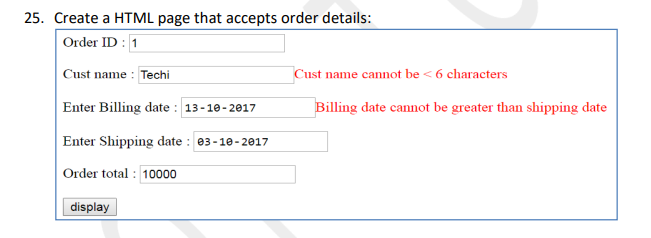 25. Create a HTML page that accepts order details:
Order ID : 1
Cust name : Techi Cust name cannot be < 6 characters
Enter Billing date : 13-10-2017 Billing date cannot be greater than shipping date
Enter Shipping date : 03-10-2017
Order total : 10000
display